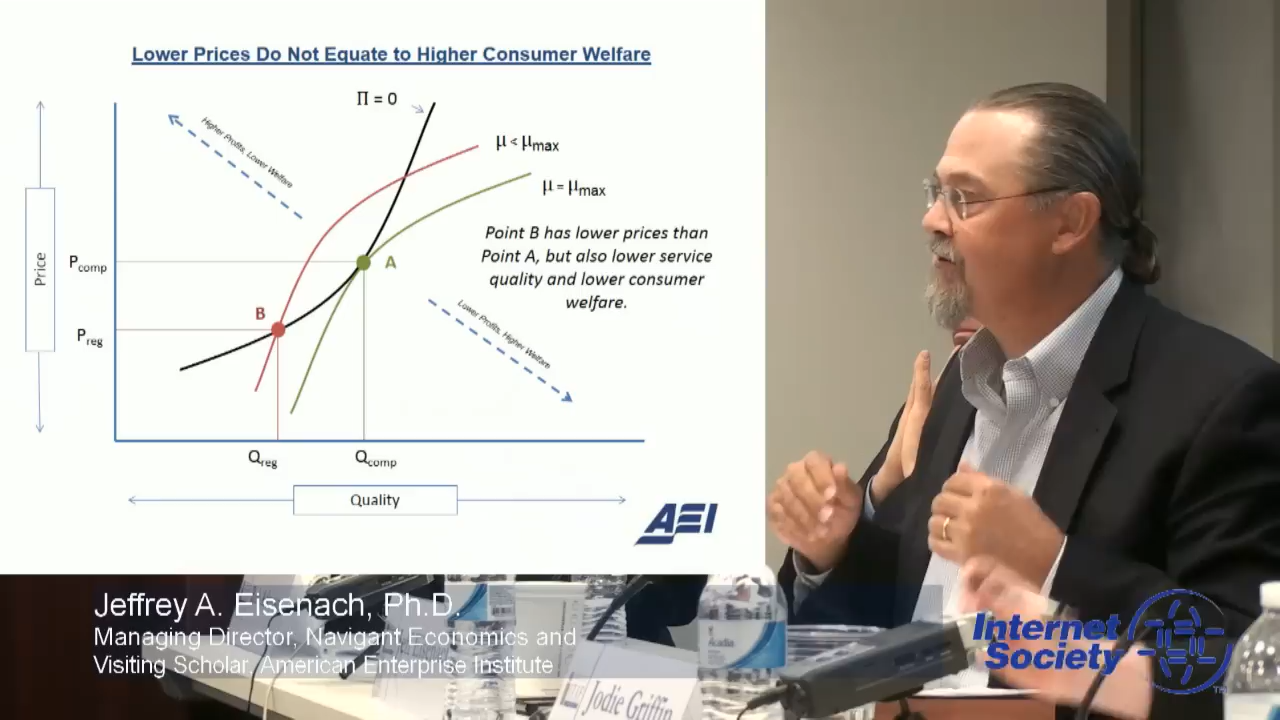 Lower Prices Do Not Equate to Higher Consumer Welfare
Π = 0
Higher Profits, Lower Welfare
μ < μmax
μ = μmax
Point B has lower prices than
Point A, but also lower service
quality and lower consumer
welfare.
Price
Pcomp
A
B
Preg
Lower Profits, Higher Welfare
Qreg
Qcomp
Quality
AEI
Jeffrey A. Eisenach, Ph.D.
Managing Director, Navigant Economics and
Visiting Scholar, American Enterprise Institute
Internet
Society
TM
Acadia
Jodie Griffin